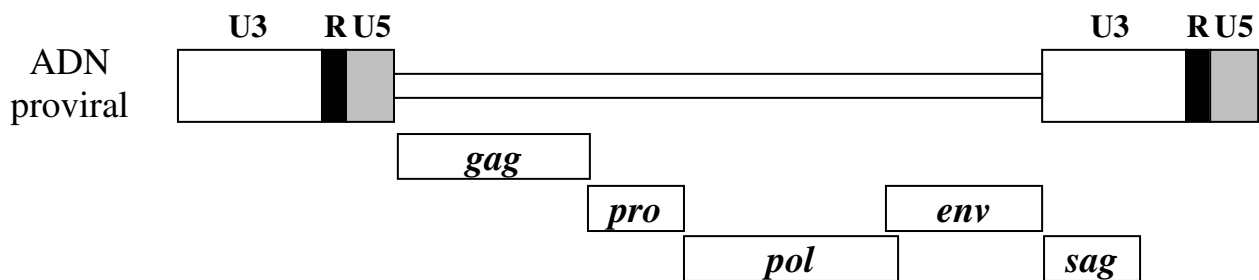 U3 R U5 U3 R U5
ADN
proviral
gag
pro env
pol sag